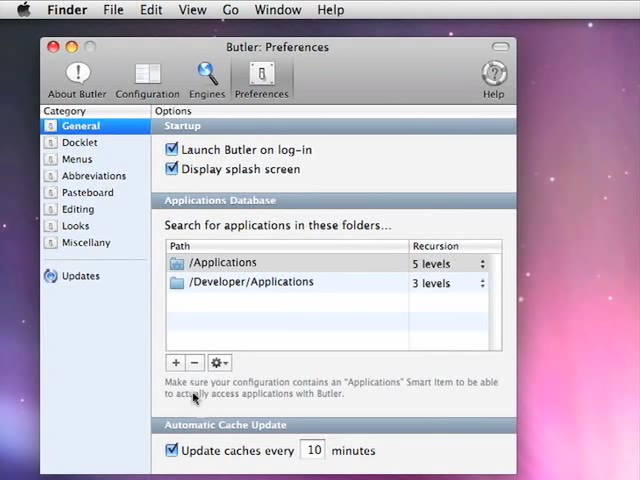 Finder File Edit View Go Window Help
Butler: Preferences
About Butler Configuration Engines Preferences Help
Category Options
General
Docklet
Menus
Abbreviations
Pasteboard
Editing
Looks
Miscellany
Updates
Startup
Launch Butler on log-in
Display splash screen
Applications Database
Search for applications in these folders...
Path Recursion
/Applications 5 levels
/Developer/Applications 3 levels
Make sure your configuration contains an "Applications" Smart Item to be able
to actually access applications with Butler.
Automatic Cache Update
Update caches every 10 minutes